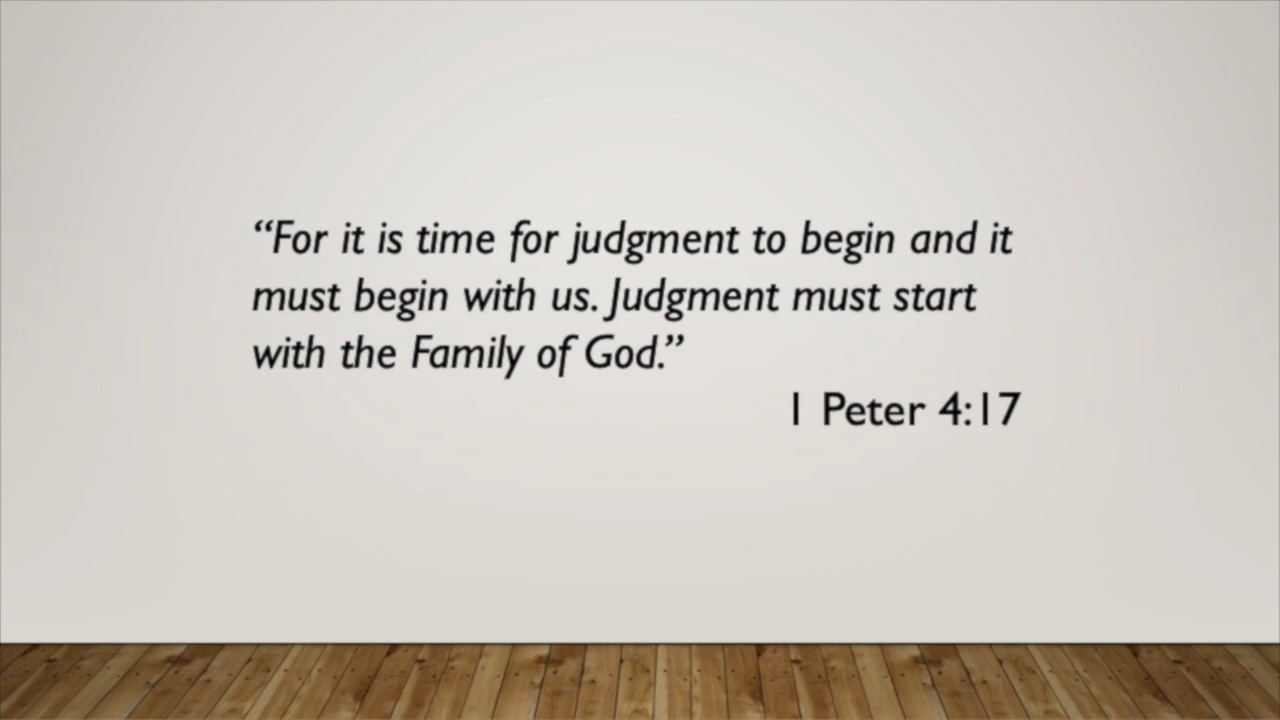 “For it is time for judgment to begin and it
must begin with us. Judgment must start
with the Family of God.”
1 Peter 4:17